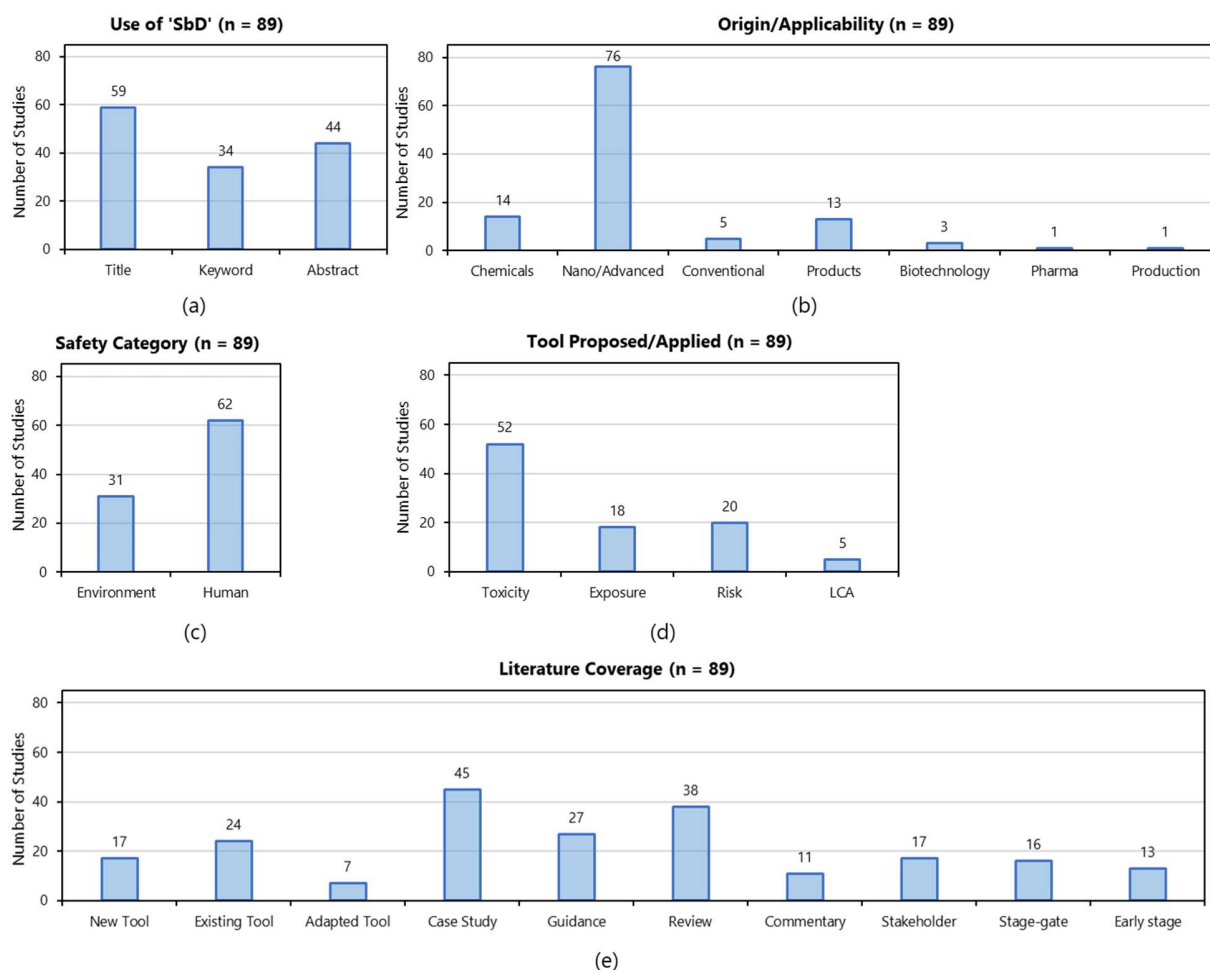 Use of 'SbD' (n = 89)
Number of Studies
80
60
40
20
0
59
34
44
Title Keyword Abstract
(a)
Origin/Applicability (n = 89)
Number of Studies
80
60
40
20
0
14
76
5
13
3
1
1
Chemicals Nano/Advanced Conventional Products Biotechnology Pharma Production
(b)
Safety Category (n = 89)
Number of Studies
80
60
40
20
0
31
62
Environment Human
(c)
Tool Proposed/Applied (n = 89)
Number of Studies
80
60
40
20
0
52
18
20
5
Toxicity Exposure Risk LCA
(d)
Literature Coverage (n = 89)
Number of Studies
80
60
40
20
0
17
24
7
45
27
38
11
17
16
13
New Tool Existing Tool Adapted Tool Case Study Guidance Review Commentary Stakeholder Stage-gate Early stage
(e)